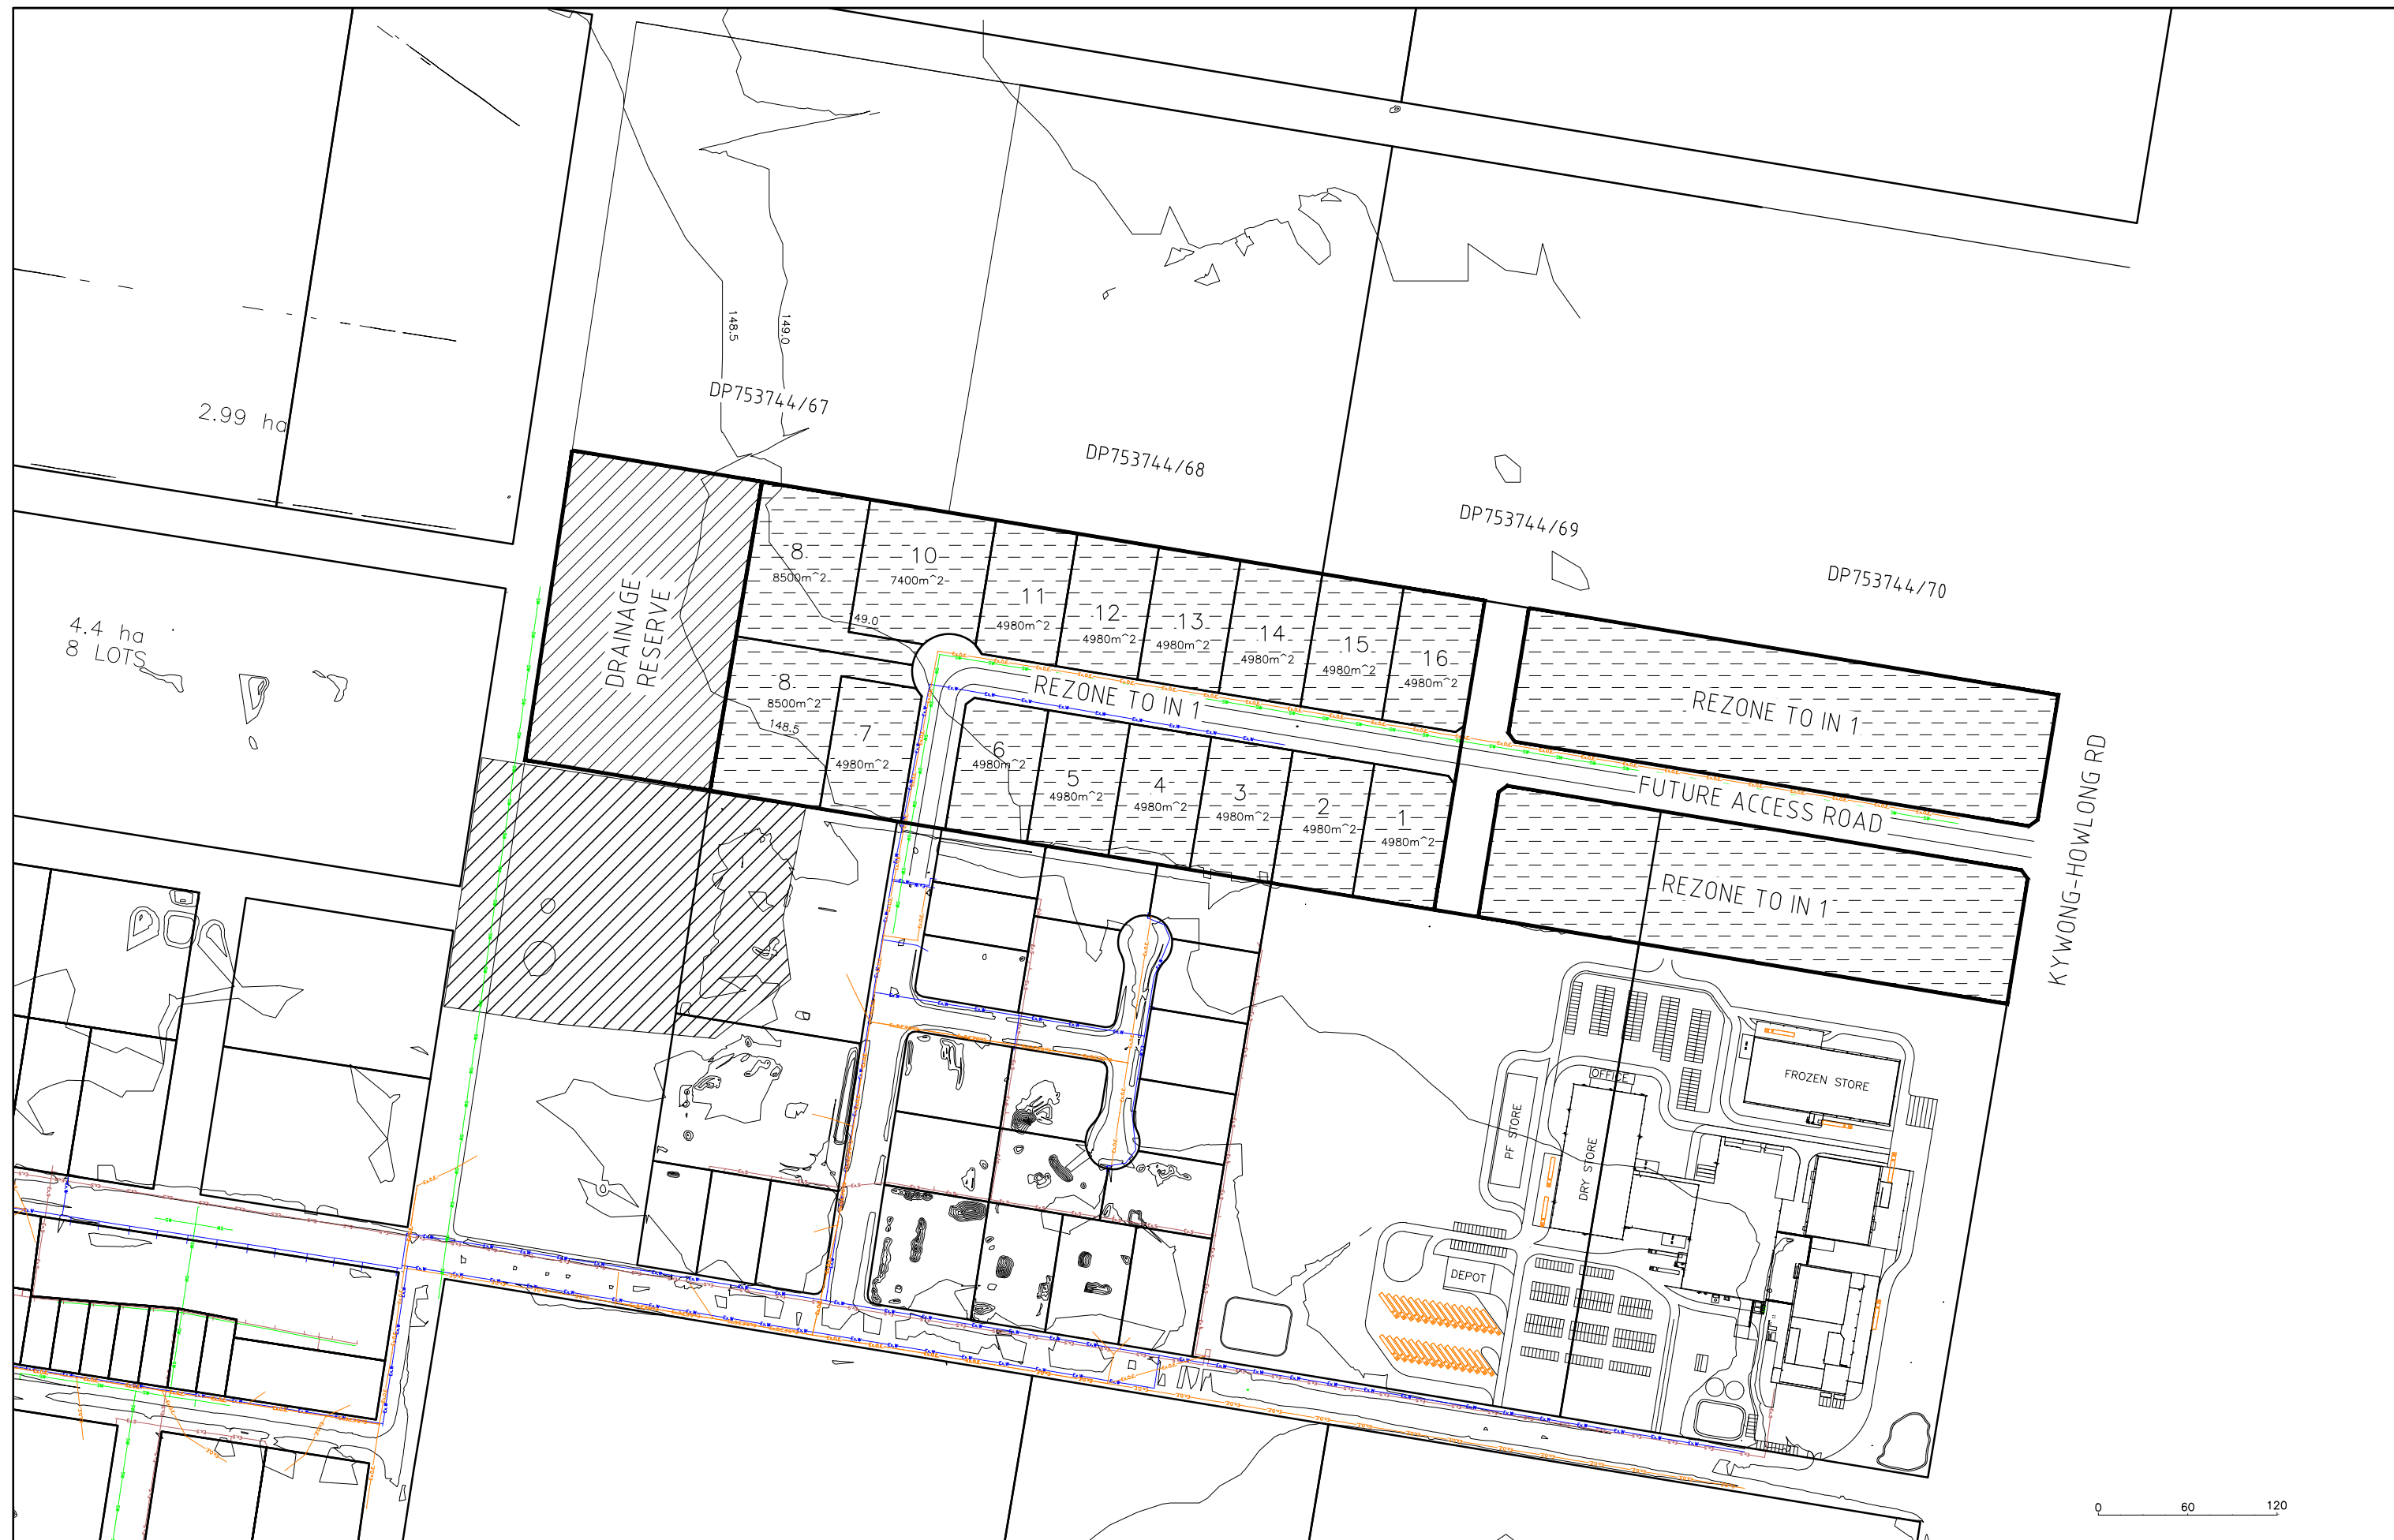 148.5
149.0
DP753744/67
2.99 ha
DP753744/68
DP753744/69
DP753744/70
4.4 ha
8 LOTS
DRAINAGE
RESERVE
8
8500m^2
10
7400m^2
149.0
11
4980m^2
12
4980m^2
13
4980m^2
14
4980m^2
15
4980m^2
16
4980m^2
8
8500m^2
148.5
7
4980m^2
REZONE TO IN 1
6
4980m^2
5
4980m^2
4
4980m^2
3
4980m^2
2
4980m^2
1
4980m^2
REZONE TO IN 1
FUTURE ACCESS ROAD
REZONE TO IN 1
KYWONG-HOWLONG RD
OFFICE
FROZEN STORE
PF STORE
DRY STORE
DEPOT
0 60 120